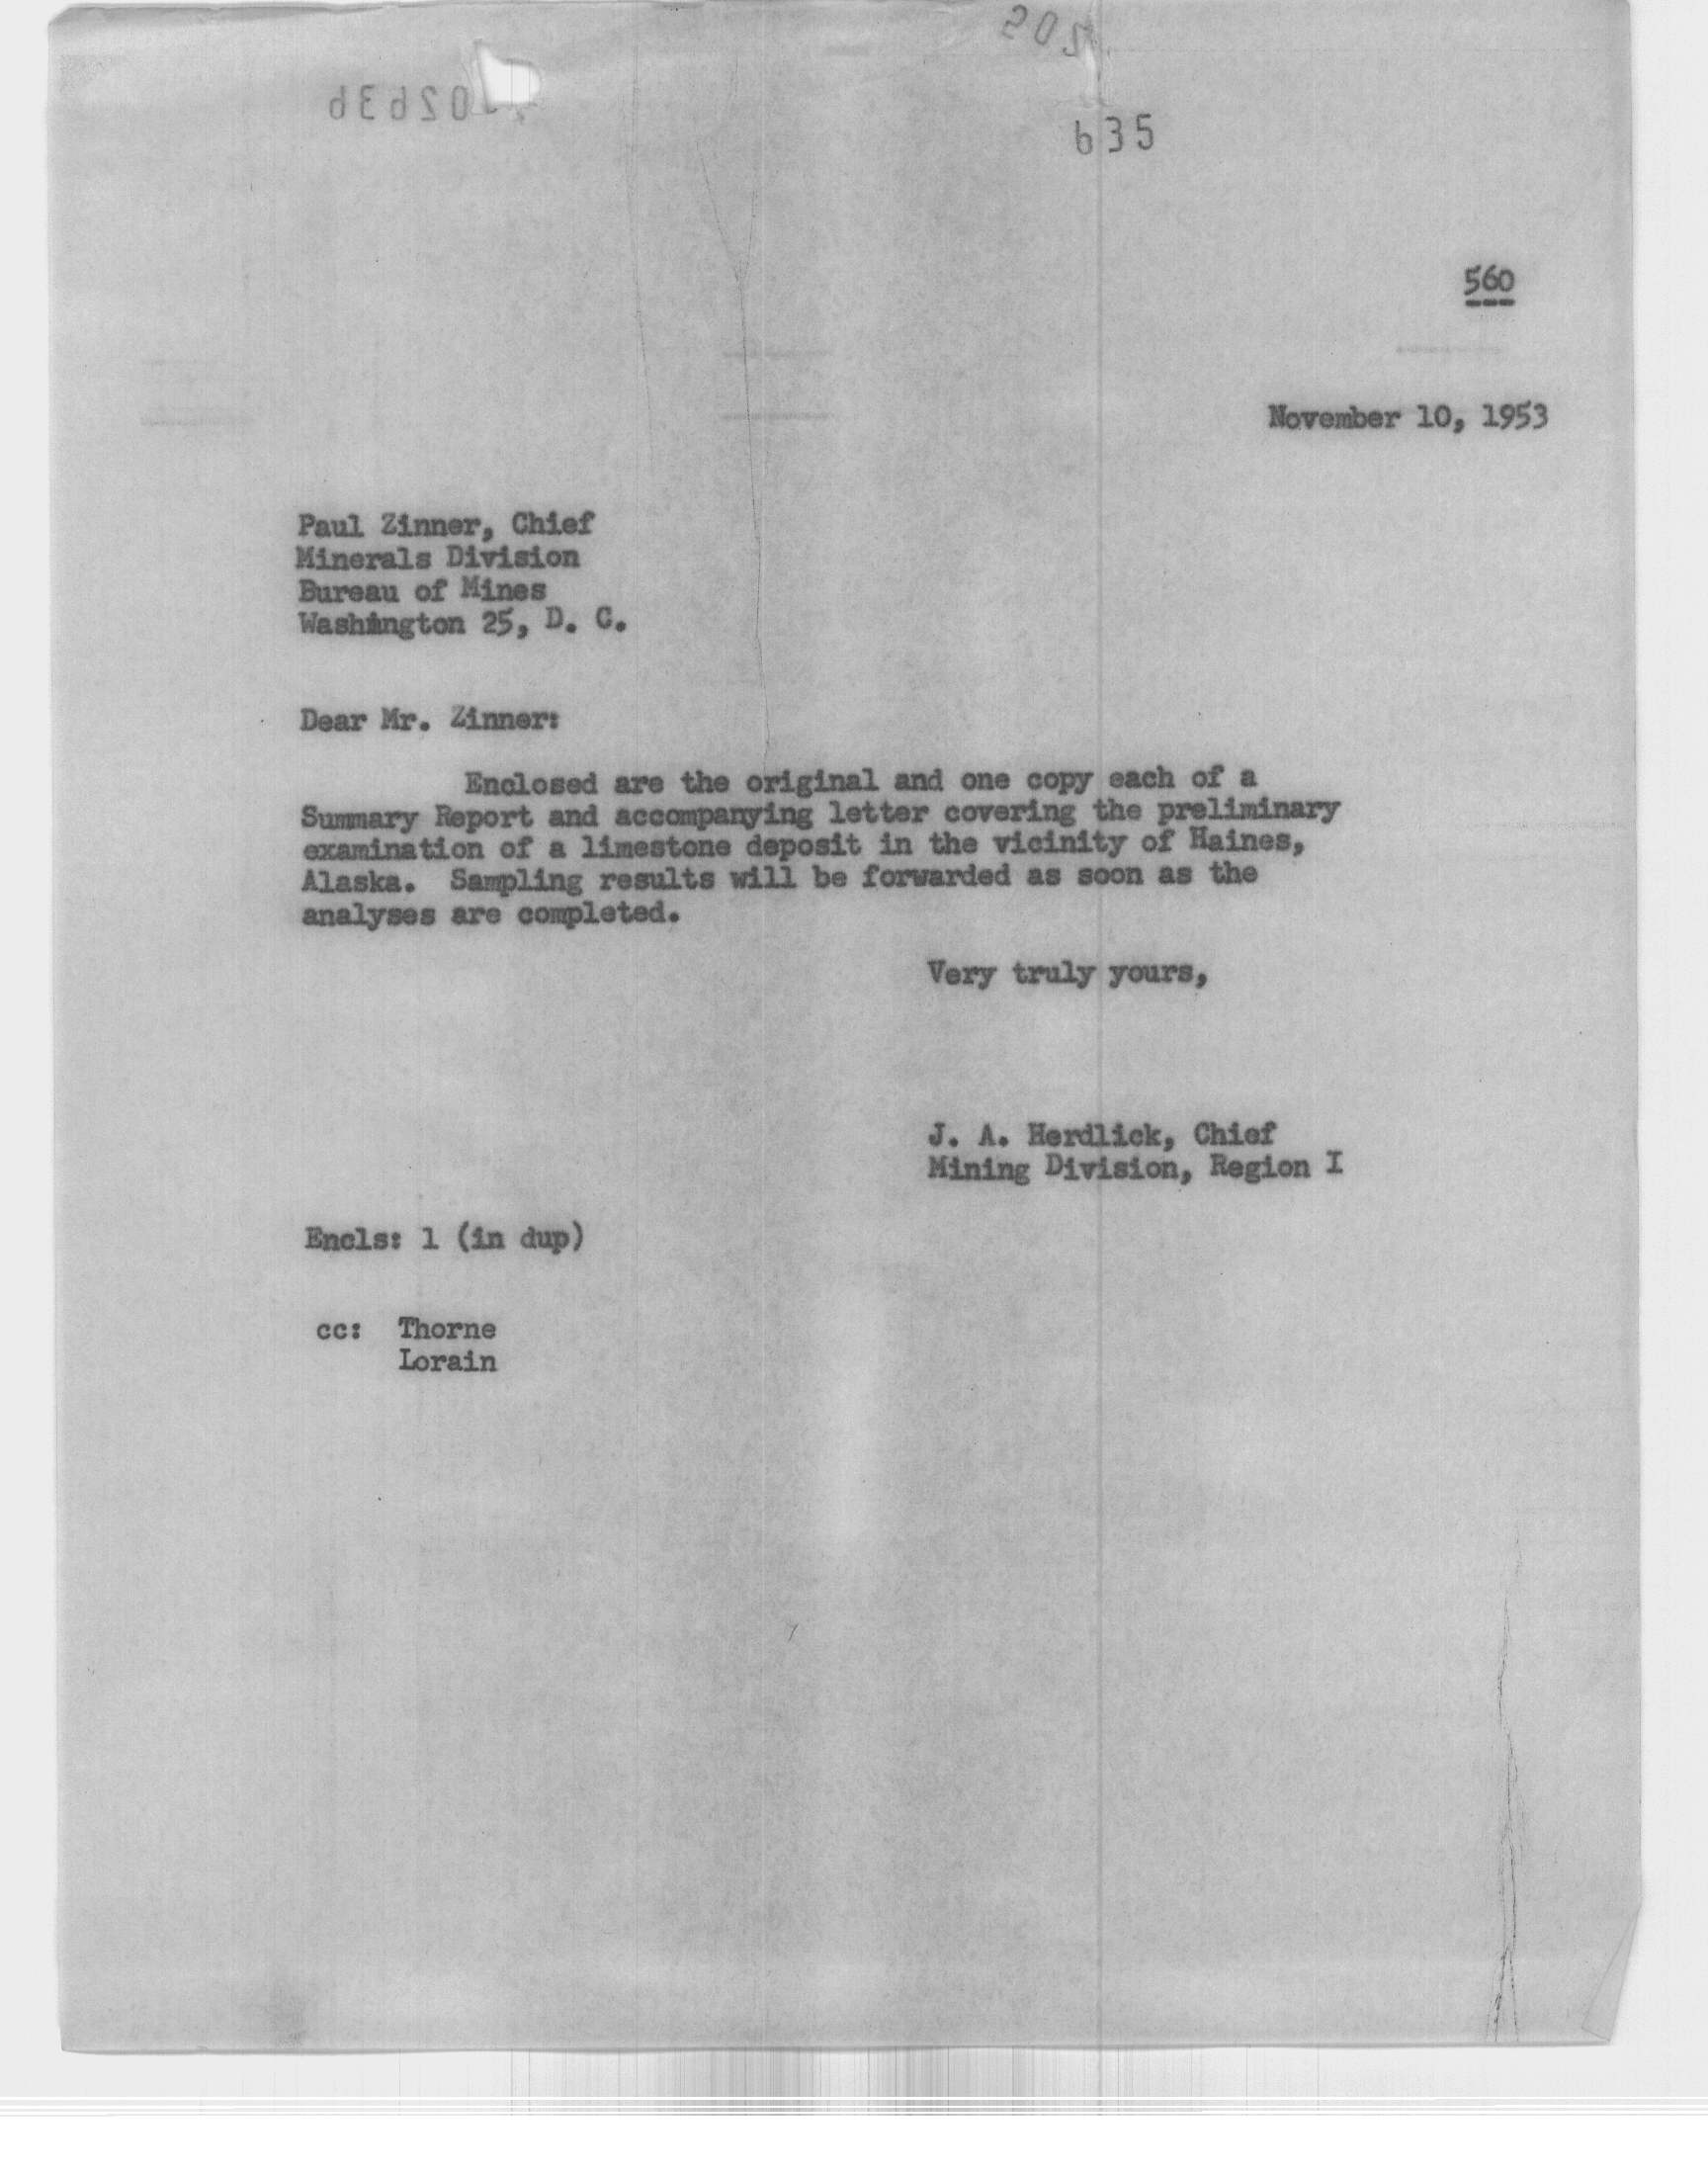 635
560
November 10, 1953
Paul Zinner, Chief
Minerals Division
Bureau of Mines
Washington 25, D. C.
Dear Mr. Zinner:
Enclosed are the original and one copy each of a
Summary Report and accompanying letter covering the preliminary
examination of a limestone deposit in the vicinity of Haines,
Alaska. Sampling results will be forwarded as soon as the
analyses are completed.
Very truly yours,
J. A. Herdlick, Chief
Mining Division, Region I
Encls: 1 (in dup)
cc: Thorne
Lorain